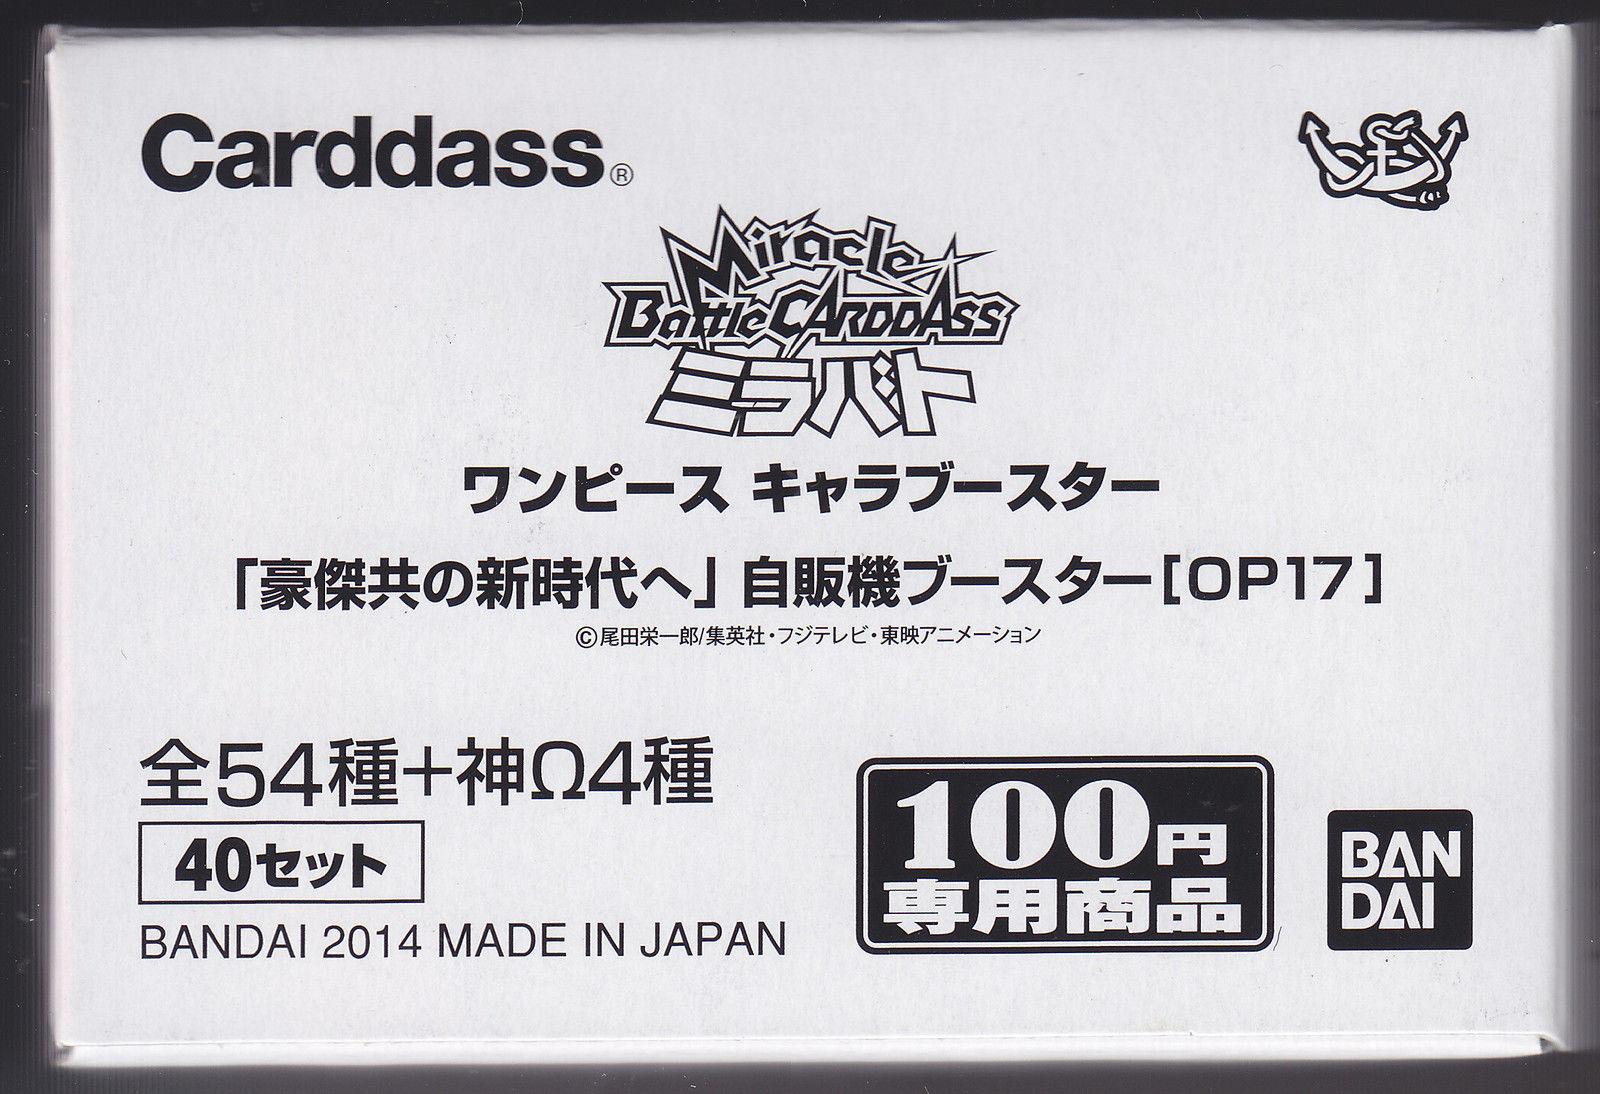 Carddass®
Miracle
Battle CARDDASS
ミラバト
ワンピース キャラブースター
「豪傑共の新時代へ」自販機ブースター[OP17]
©尾田栄一郎/集英社・フジテレビ・東映アニメーション
全54種+神Ω4種
40セット
BANDAI 2014 MADE IN JAPAN
100円
専用商品
BAN
DAI